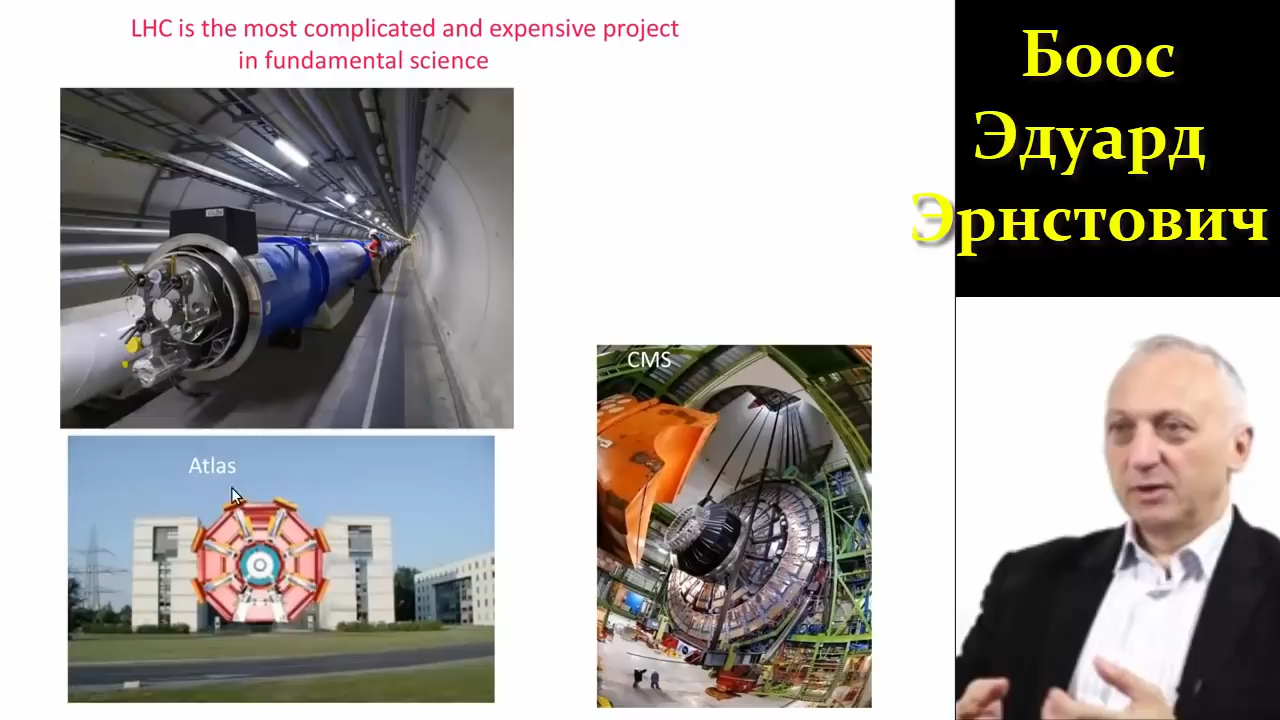 LHC is the most complicated and expensive project
in fundamental science
Боос
Эдуард
Эрнстович
CMS
Atlas